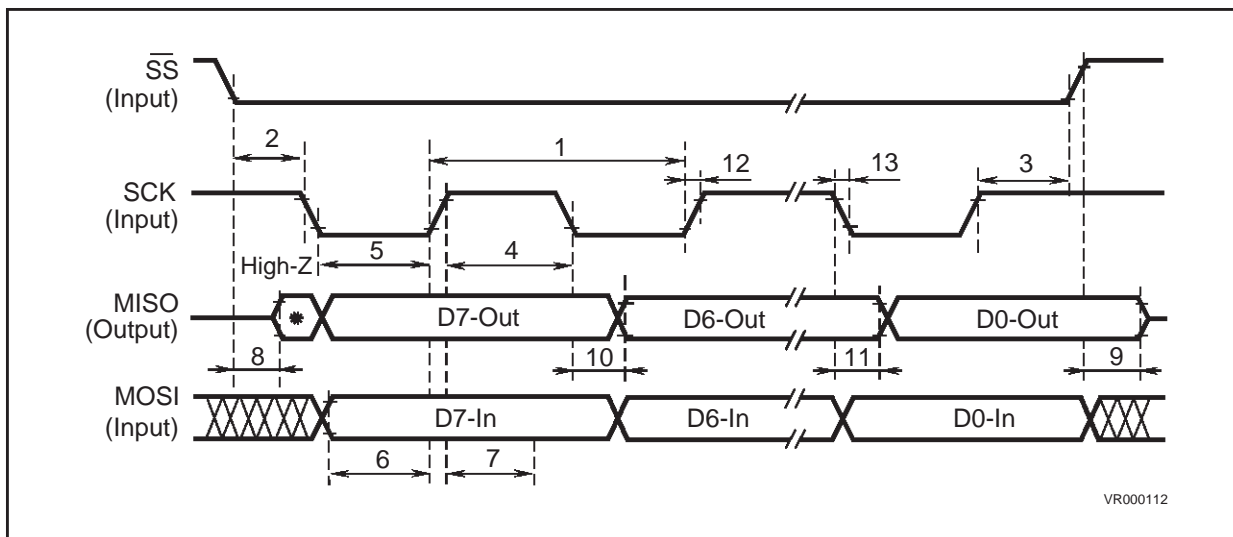 SS
(Input)
2
1
12
13
3
SCK
(Input)
5
4
High-Z
MISO
(Output)
*
D7-Out
D6-Out
D0-Out
8
10
11
9
MOSI
(Input)
D7-In
D6-In
D0-In
6
7
VR000112